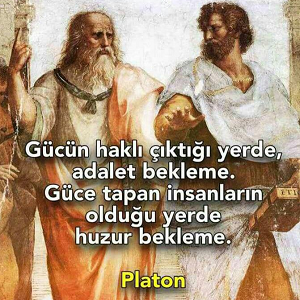 Gücün haklı çıktığı yerde,
adalet bekleme.
Güce tapan insanların
olduğu yerde
huzur bekleme.
Platon